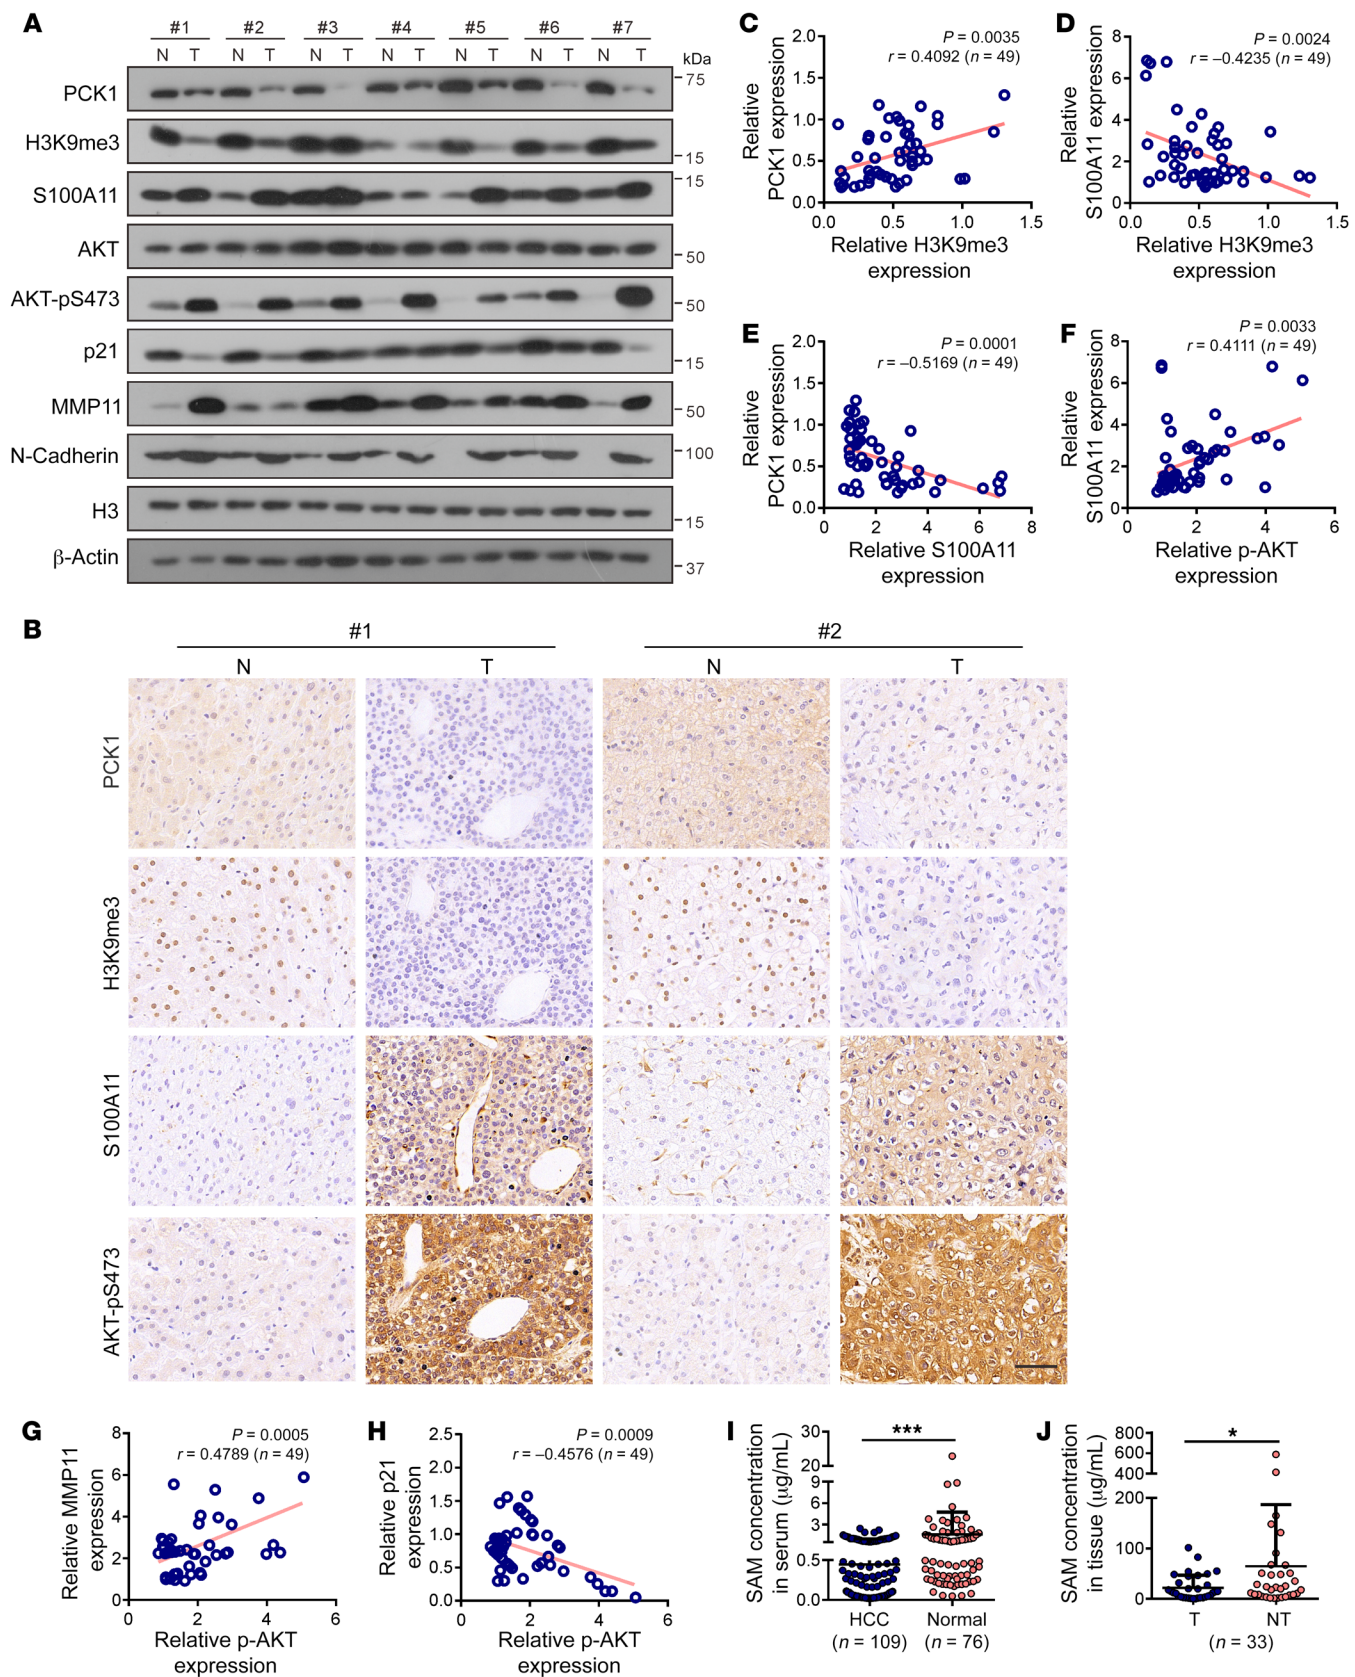 A
#1 #2 #3 #4 #5 #6 #7
N T N T N T N T N T N T N T
kDa
PCK1
75
H3K9me3
15
S100A11
15
AKT
50
AKT-pS473
50
p21
15
MMP11
50
N-Cadherin
100
H3
15
β-Actin
37
C
P = 0.0035
r = 0.4092 (n = 49)
Relative
PCK1 expression
2.0
1.5
1.0
0.5
0.0
0.0 0.5 1.0 1.5
Relative H3K9me3
expression
D
P = 0.0024
r = –0.4235 (n = 49)
Relative
S100A11 expression
8
6
4
2
0
0.0 0.5 1.0 1.5
Relative H3K9me3
expression
E
P = 0.0001
r = –0.5169 (n = 49)
Relative
PCK1 expression
2.0
1.5
1.0
0.5
0.0
0 2 4 6 8
Relative S100A11
expression
F
P = 0.0033
r = 0.4111 (n = 49)
Relative
S100A11 expression
8
6
4
2
0
0 2 4 6
Relative p-AKT
expression
B
#1 #2
N T N T
PCK1
H3K9me3
S100A11
AKT-pS473
G
P = 0.0005
r = 0.4789 (n = 49)
Relative MMP11
expression
8
6
4
2
0
0 2 4 6
Relative p-AKT
expression
H
P = 0.0009
r = –0.4576 (n = 49)
Relative p21
expression
2.5
2.0
1.5
1.0
0.5
0.0
0 2 4 6
Relative p-AKT
expression
I
***
SAM concentration
in serum (μg/mL)
30
20
9
6
3
0.5
0.0
HCC Normal
(n = 109) (n = 76)
J
*
SAM concentration
in tissue (μg/mL)
800
600
400
200
100
0
T NT
(n = 33)